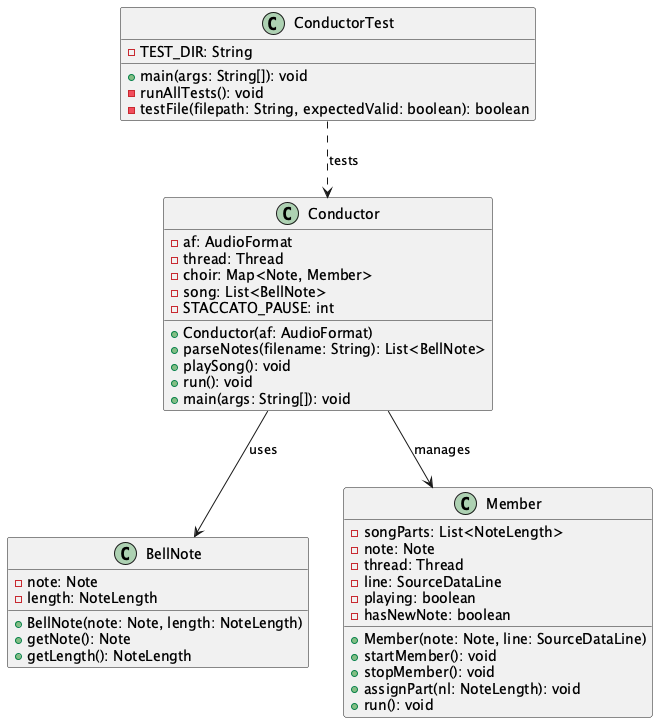 C ConductorTest
TEST_DIR: String
main(args: String[]): void
runAllTests(): void
testFile(filepath: String, expectedValid: boolean): boolean
tests
C Conductor
af: AudioFormat
thread: Thread
choir: Map<Note, Member>
song: List<BellNote>
STACCATO_PAUSE: int
Conductor(af: AudioFormat)
parseNotes(filename: String): List<BellNote>
playSong(): void
run(): void
main(args: String[]): void
uses
manages
C BellNote
note: Note
length: NoteLength
BellNote(note: Note, length: NoteLength)
getNote(): Note
getLength(): NoteLength
C Member
songParts: List<NoteLength>
note: Note
thread: Thread
line: SourceDataLine
playing: boolean
hasNewNote: boolean
Member(note: Note, line: SourceDataLine)
startMember(): void
stopMember(): void
assignPart(nl: NoteLength): void
run(): void